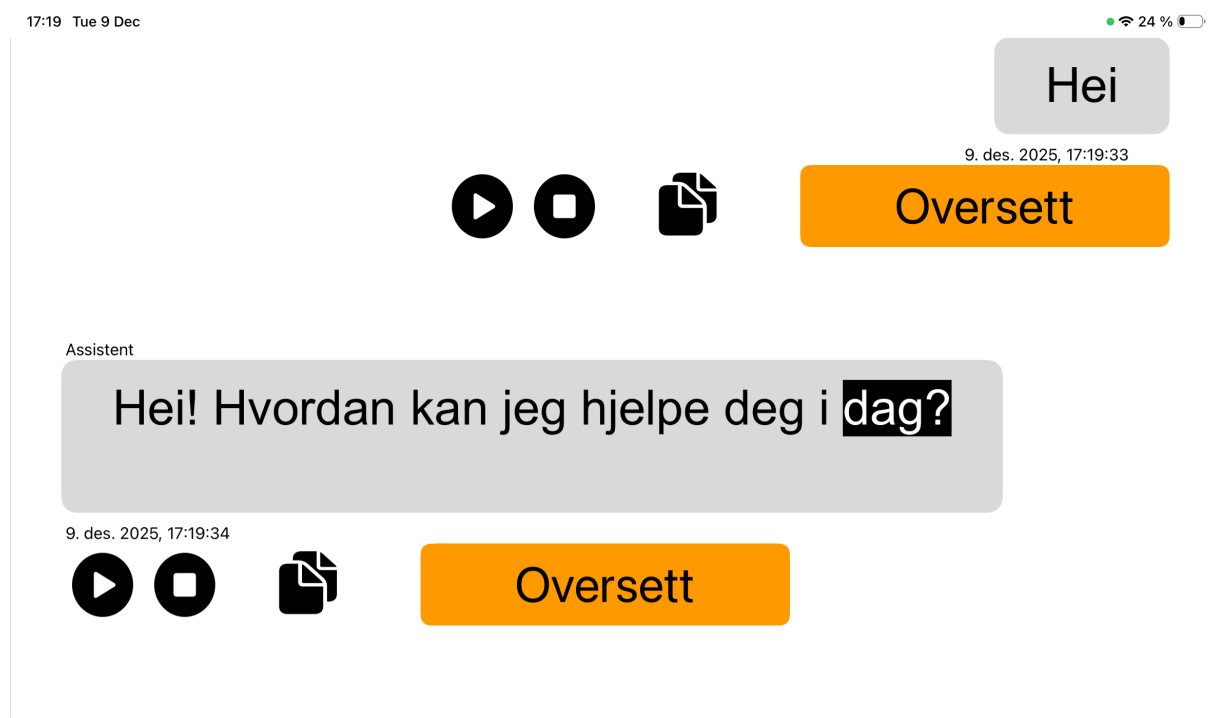 17:19 Tue 9 Dec
24 %
Hei
9. des. 2025, 17:19:33
Oversett
Assistent
Hei! Hvordan kan jeg hjelpe deg i dag?
9. des. 2025, 17:19:34
Oversett